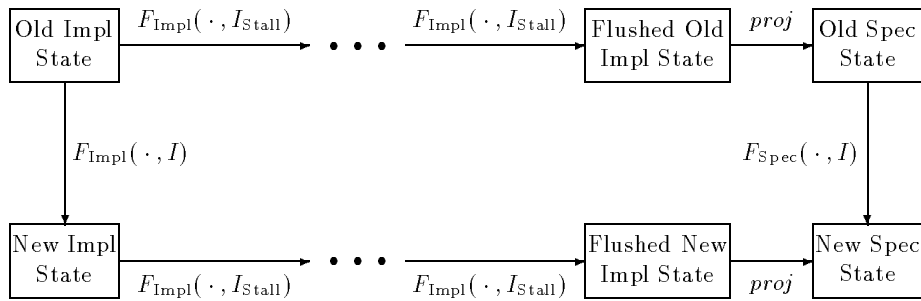 Old Impl
State
F_Impl( · , I_Stall)
• • •
F_Impl( · , I_Stall)
Flushed Old
Impl State
proj
Old Spec
State
F_Impl( · , I)
F_Spec( · , I)
New Impl
State
F_Impl( · , I_Stall)
• • •
F_Impl( · , I_Stall)
Flushed New
Impl State
proj
New Spec
State